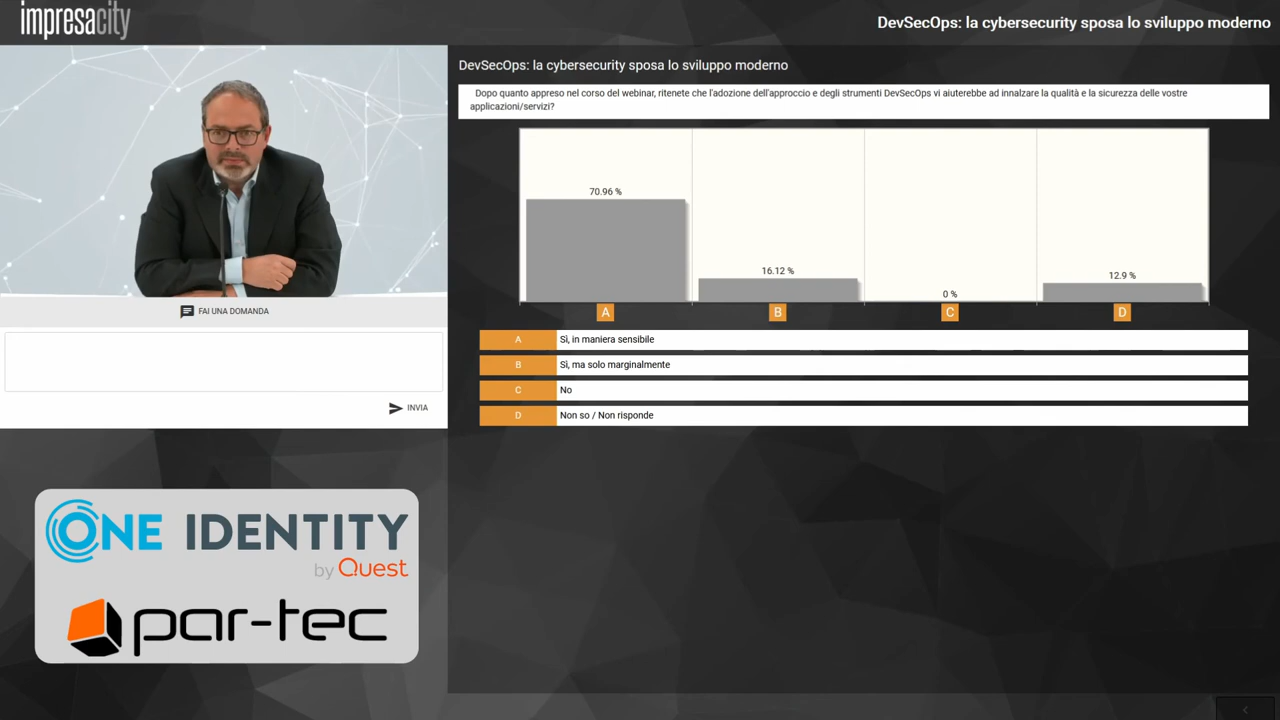 impresacity
DevSecOps: la cybersecurity sposa lo sviluppo moderno
DevSecOps: la cybersecurity sposa lo sviluppo moderno
Dopo quanto appreso nel corso del webinar, ritenete che l'adozione dell'approccio e degli strumenti DevSecOps vi aiuterebbe ad innalzare la qualità e la sicurezza delle vostre
applicazioni/servizi?
70.96 %
16.12 %
0 %
12.9 %
A
B
C
D
A Sì, in maniera sensibile
B Sì, ma solo marginalmente
C No
D Non so / Non risponde
FAI UNA DOMANDA
INVIA
ONE IDENTITY
by Quest
par-tec